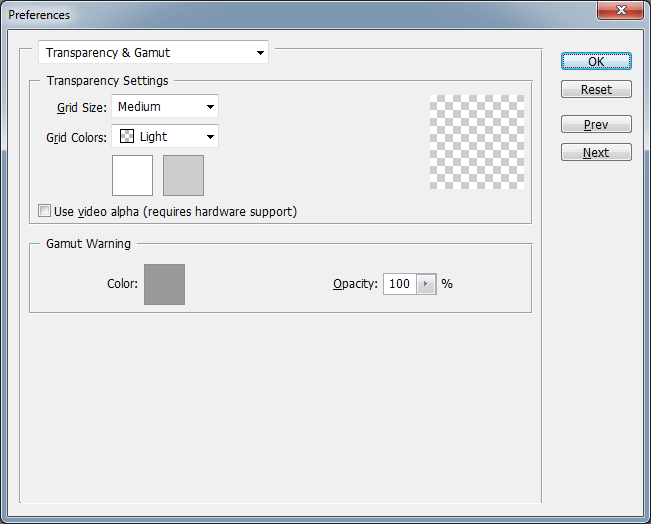 Preferences
Transparency & Gamut
OK
Transparency Settings
Reset
Grid Size: Medium
Prev
Grid Colors: Light
Next
Use video alpha (requires hardware support)
Gamut Warning
Color: Opacity: 100 %